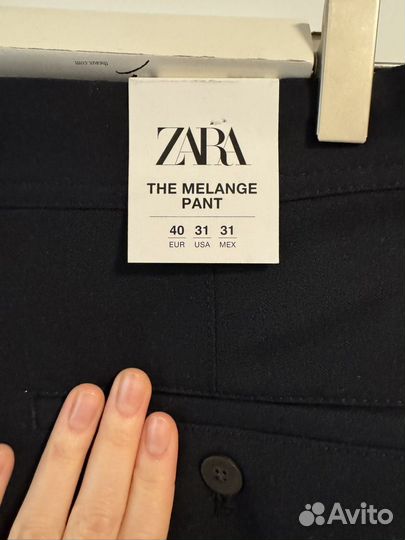 ZARA
THE MELANGE
PANT
40 31 31
EUR USA MEX
Avito